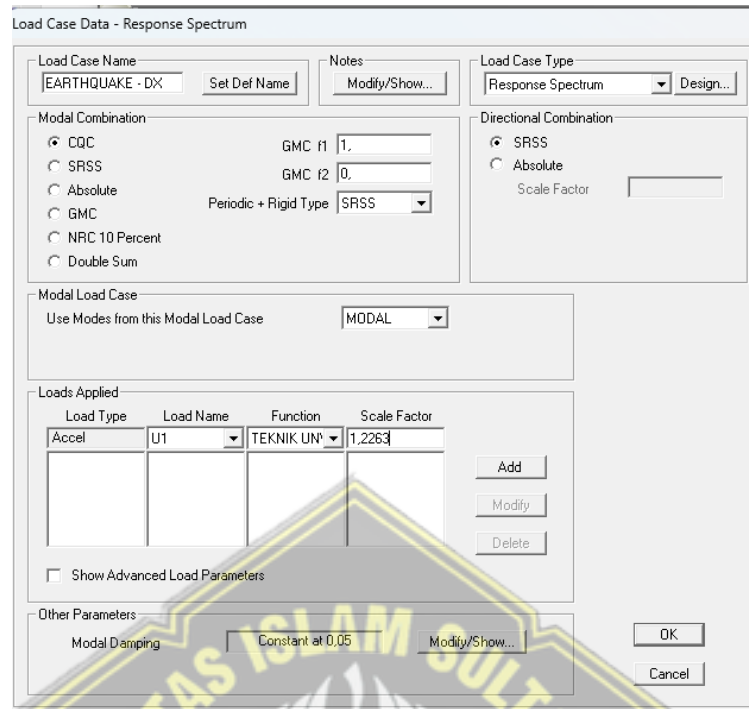 Load Case Data - Response Spectrum
Load Case Name
EARTHQUAKE - DX
Set Def Name
Notes
Modify/Show...
Load Case Type
Response Spectrum
Design...
Modal Combination
CQC
SRSS
Absolute
GMC
NRC 10 Percent
Double Sum
GMC f1 1,
GMC f2 0,
Periodic + Rigid Type SRSS
Directional Combination
SRSS
Absolute
Scale Factor
Modal Load Case
Use Modes from this Modal Load Case MODAL
Loads Applied
Load Type Load Name Function Scale Factor
Accel U1 TEKNIK 1,2263
Add
Modify
Delete
Show Advanced Load Parameters
Other Parameters
Modal Damping Constant at 0,05 Modify/Show...
OK
Cancel
ISLAM